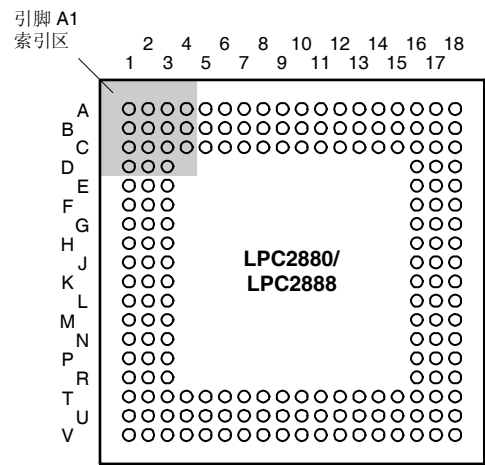 引脚 A1
索引区
2 4 6 8 10 12 14 16 18
1 3 5 7 9 11 13 15 17
A
B
C
D
E
F
G
H
J
K
L
M
N
P
R
T
U
V
LPC2880/
LPC2888